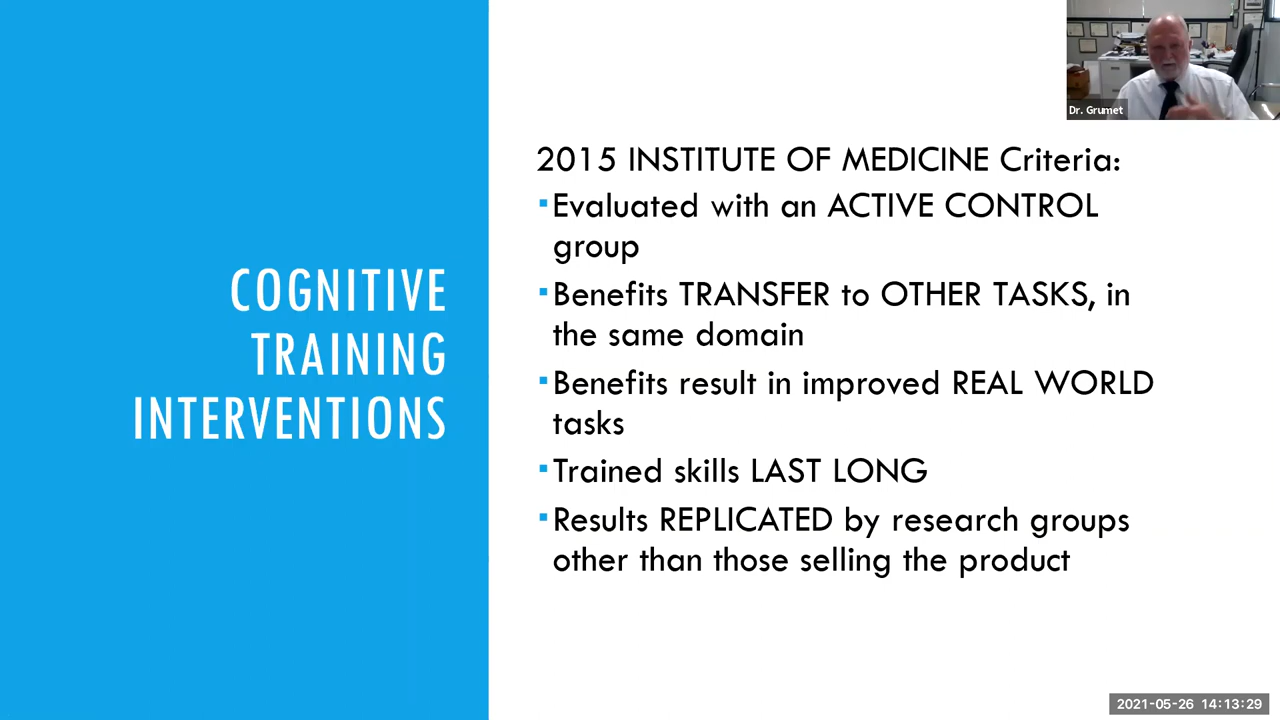 COGNITIVE
TRAINING
INTERVENTIONS
2015 INSTITUTE OF MEDICINE Criteria:
▪Evaluated with an ACTIVE CONTROL
group
▪Benefits TRANSFER to OTHER TASKS, in
the same domain
▪Benefits result in improved REAL WORLD
tasks
▪Trained skills LAST LONG
▪Results REPLICATED by research groups
other than those selling the product
Dr. Grumet
2021-05-26 14:13:29